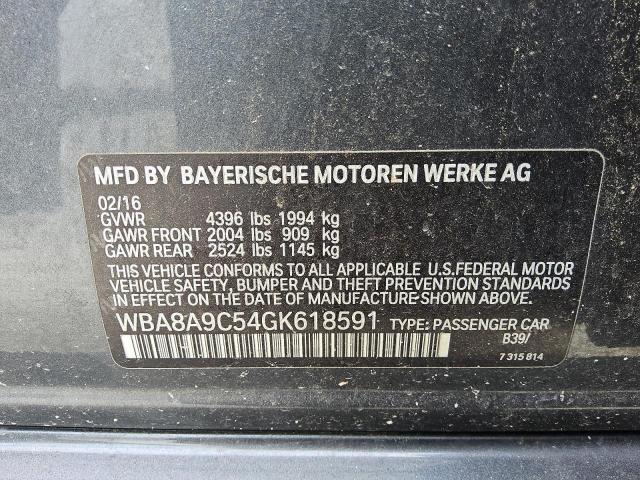 MFD BY BAYERISCHE MOTOREN WERKE AG
02/16
GVWR 4396 lbs 1994 kg
GAWR FRONT 2004 lbs 909 kg
GAWR REAR 2524 lbs 1145 kg
THIS VEHICLE CONFORMS TO ALL APPLICABLE U.S.FEDERAL MOTOR
VEHICLE SAFETY, BUMPER AND THEFT PREVENTION STANDARDS
IN EFFECT ON THE DATE OF MANUFACTURE SHOWN ABOVE.
WBA8A9C54GK618591 TYPE: PASSENGER CAR
B39/
7 315 814